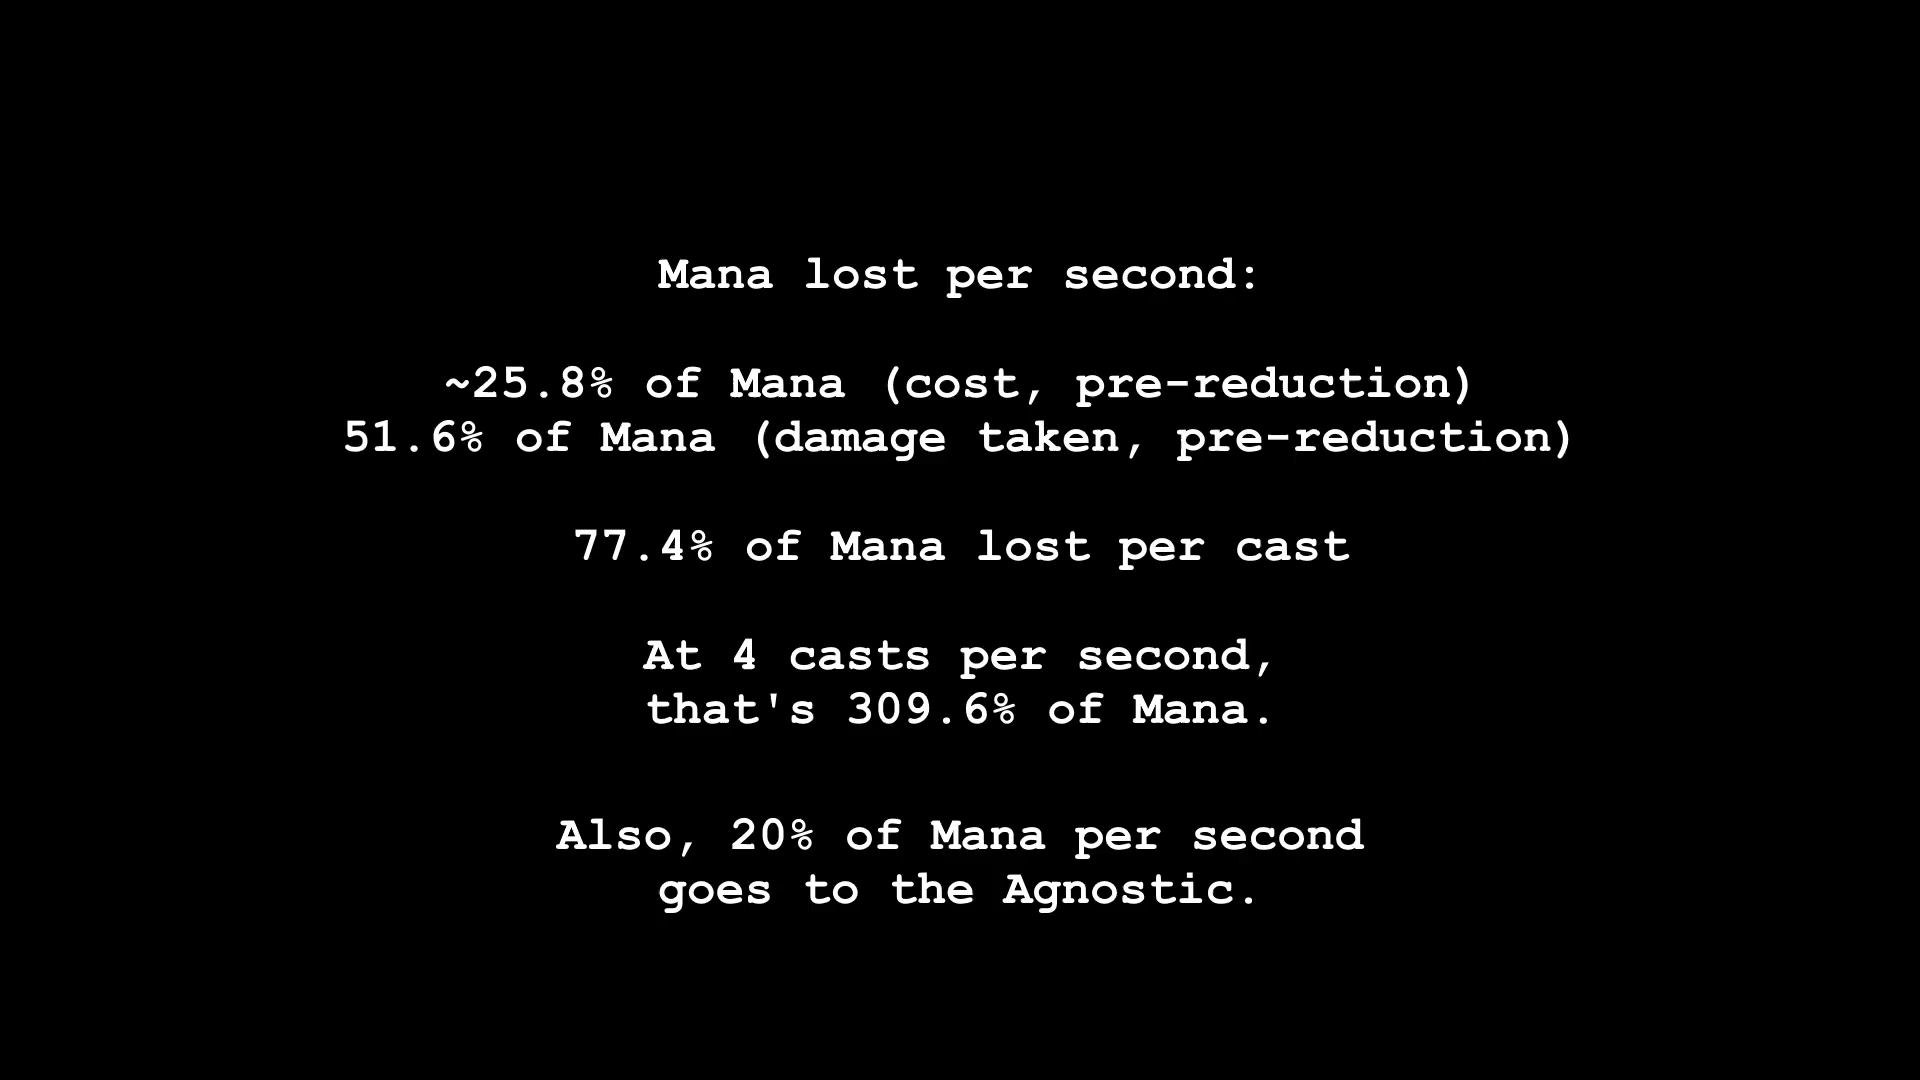 Mana lost per second:
~25.8% of Mana (cost, pre-reduction)
51.6% of Mana (damage taken, pre-reduction)
77.4% of Mana lost per cast
At 4 casts per second,
that's 309.6% of Mana.
Also, 20% of Mana per second
goes to the Agnostic.